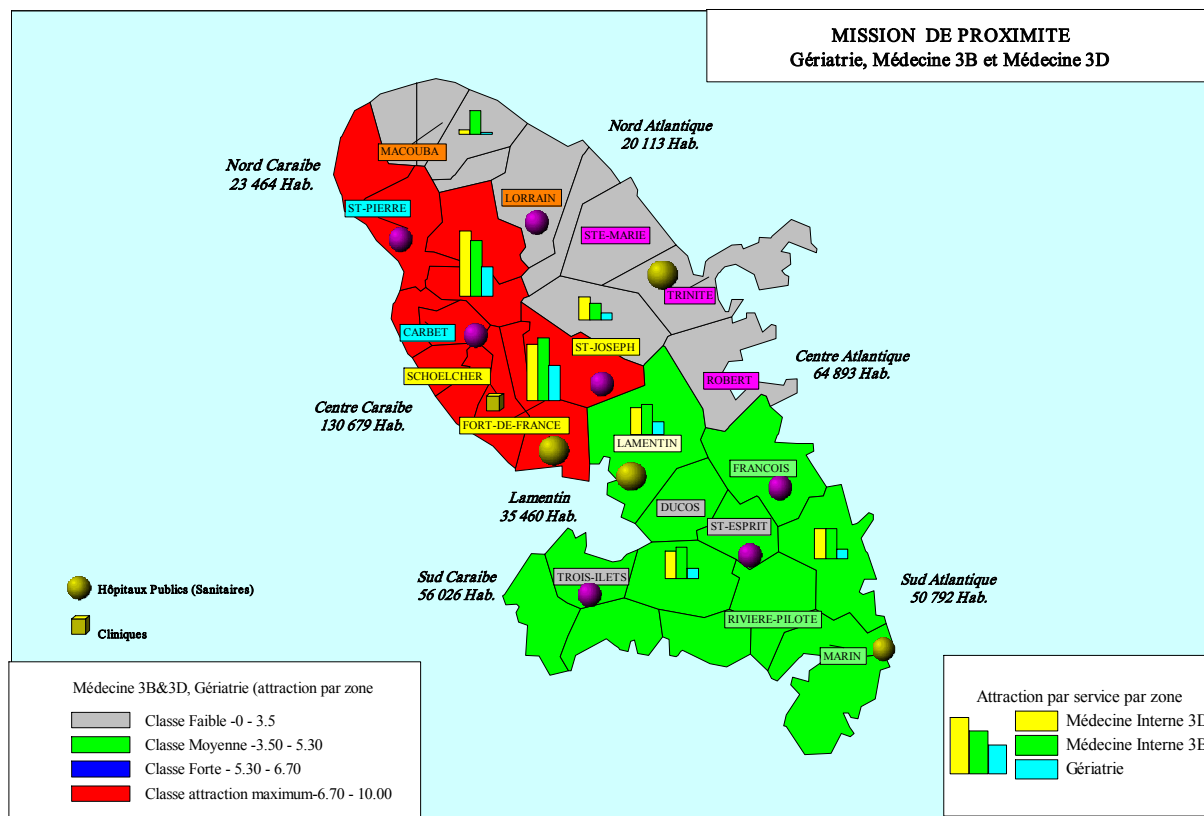 MISSION DE PROXIMITE
Gériatrie, Médecine 3B et Médecine 3D
Nord Atlantique
20 113 Hab.
Nord Caraibe
23 464 Hab.
MACOUBA
LORRAIN
ST-PIERRE
STE-MARIE
TRINITE
CARBET
ST-JOSEPH
Centre Atlantique
64 893 Hab.
SCHOELCHER
ROBERT
Centre Caraibe
130 679 Hab.
FORT-DE-FRANCE
LAMENTIN
FRANCOIS
Lamentin
35 460 Hab.
DUCOS
ST-ESPRIT
Sud Caraibe
56 026 Hab.
TROIS-ILETS
Sud Atlantique
50 792 Hab.
RIVIERE-PILOTE
MARIN
Hôpitaux Publics (Sanitaires)
Cliniques
Médecine 3B&3D, Gériatrie (attraction par zone
Classe Faible -0 - 3.5
Classe Moyenne -3.50 - 5.30
Classe Forte - 5.30 - 6.70
Classe attraction maximum-6.70 - 10.00
Attraction par service par zone
Médecine Interne 3D
Médecine Interne 3B
Gériatrie